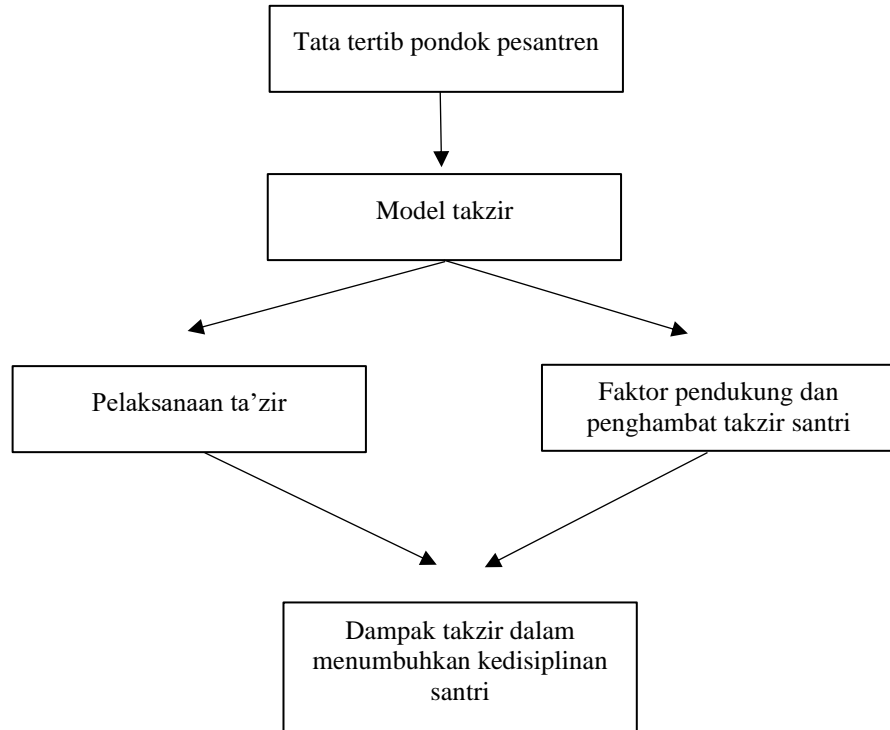 Tata tertib pondok pesantren
Model takzir
Pelaksanaan ta’zir
Faktor pendukung dan
penghambat takzir santri
Dampak takzir dalam
menumbuhkan kedisiplinan
santri